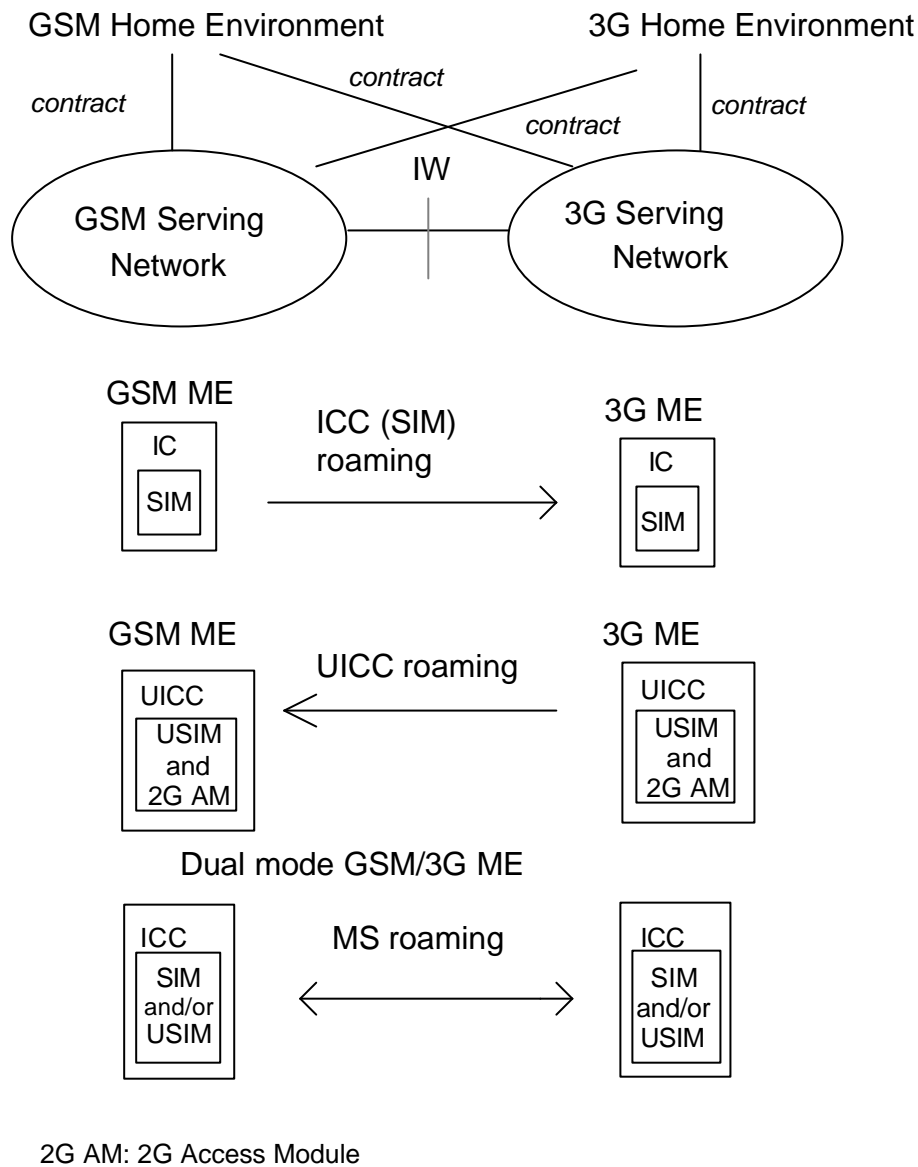 GSM Home Environment
3G Home Environment
contract
contract
contract
contract
IW
GSM Serving
Network
3G Serving
Network
GSM ME
IC
SIM
ICC (SIM)
roaming
3G ME
IC
SIM
GSM ME
UICC
USIM
and
2G AM
UICC roaming
3G ME
UICC
USIM
and
2G AM
Dual mode GSM/3G ME
ICC
SIM
and/or
USIM
MS roaming
ICC
SIM
and/or
USIM
2G AM: 2G Access Module